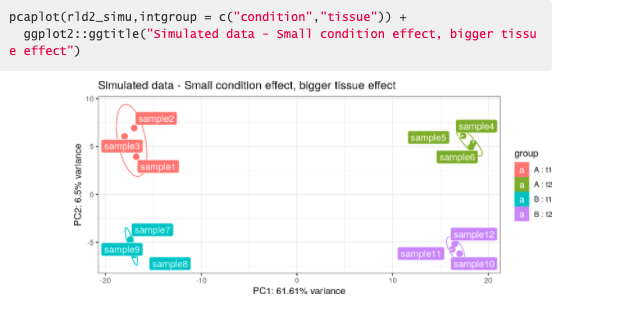 pcaplot(rld2_simu,intgroup = c("condition","tissue")) +
ggplot2::ggtitle("Simulated data - Small condition effect, bigger tissu
e effect")
Simulated data - Small condition effect, bigger tissue effect
10
5
0
-5
PC2: 6.5% variance
sample2
sample3
sample1
sample4
sample5
sample6
sample7
sample9
sample8
sample12
sample11
sample10
-20
-10
0
10
20
PC1: 61.61% variance
group
a A : t1
a A : t2
a B : t1
a B : t2